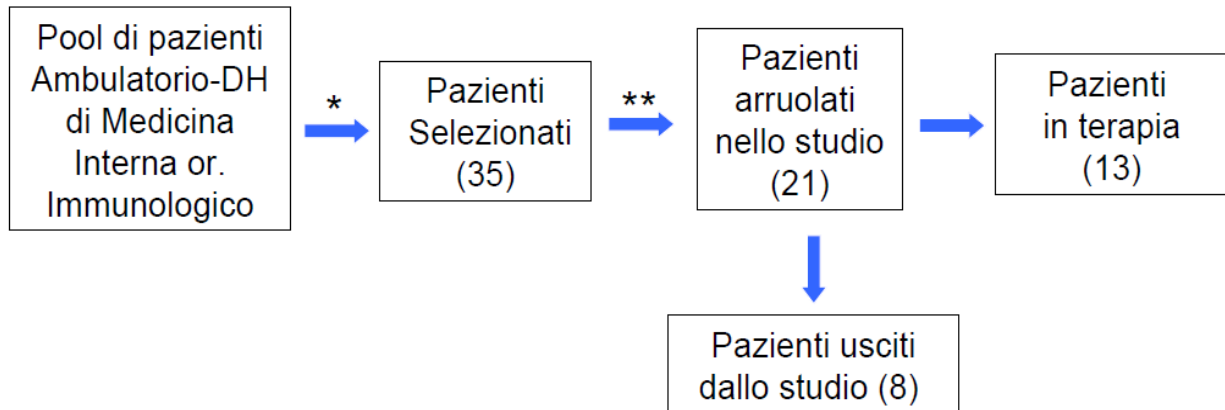 Pool di pazienti
Ambulatorio-DH
di Medicina
Interna or.
Immunologico
*
Pazienti
Selezionati
(35)
**
Pazienti
arruolati
nello studio
(21)
Pazienti
in terapia
(13)
Pazienti usciti
dallo studio (8)